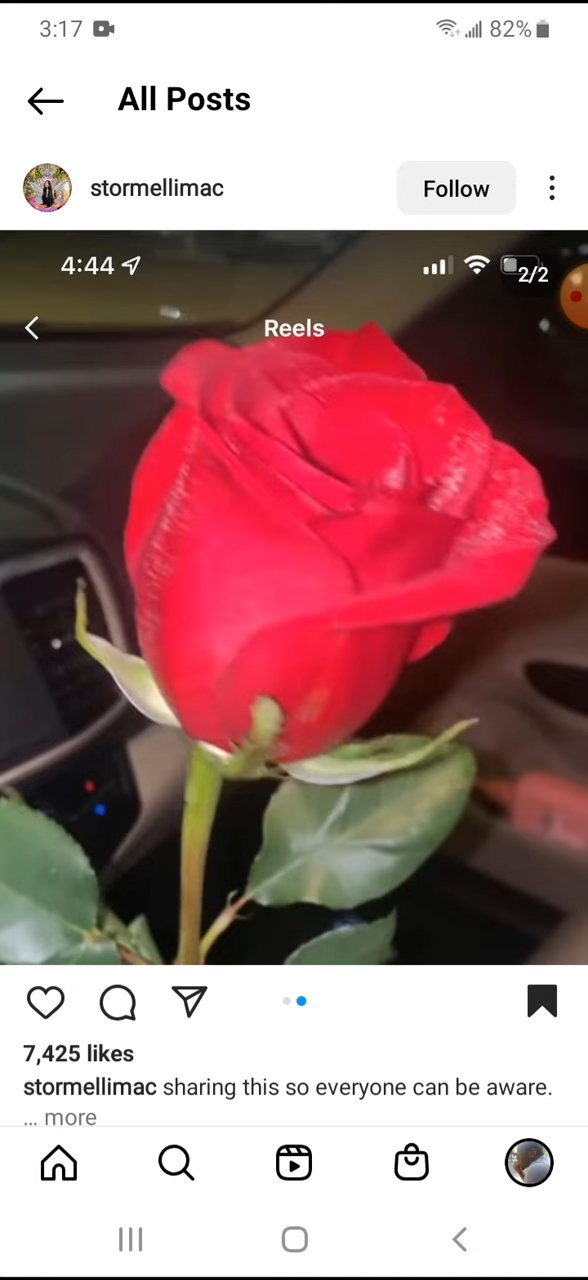 3:17 82%
All Posts
stormellimac Follow
4:44 2/2
Reels
7,425 likes
stormellimac sharing this so everyone can be aware.
... more